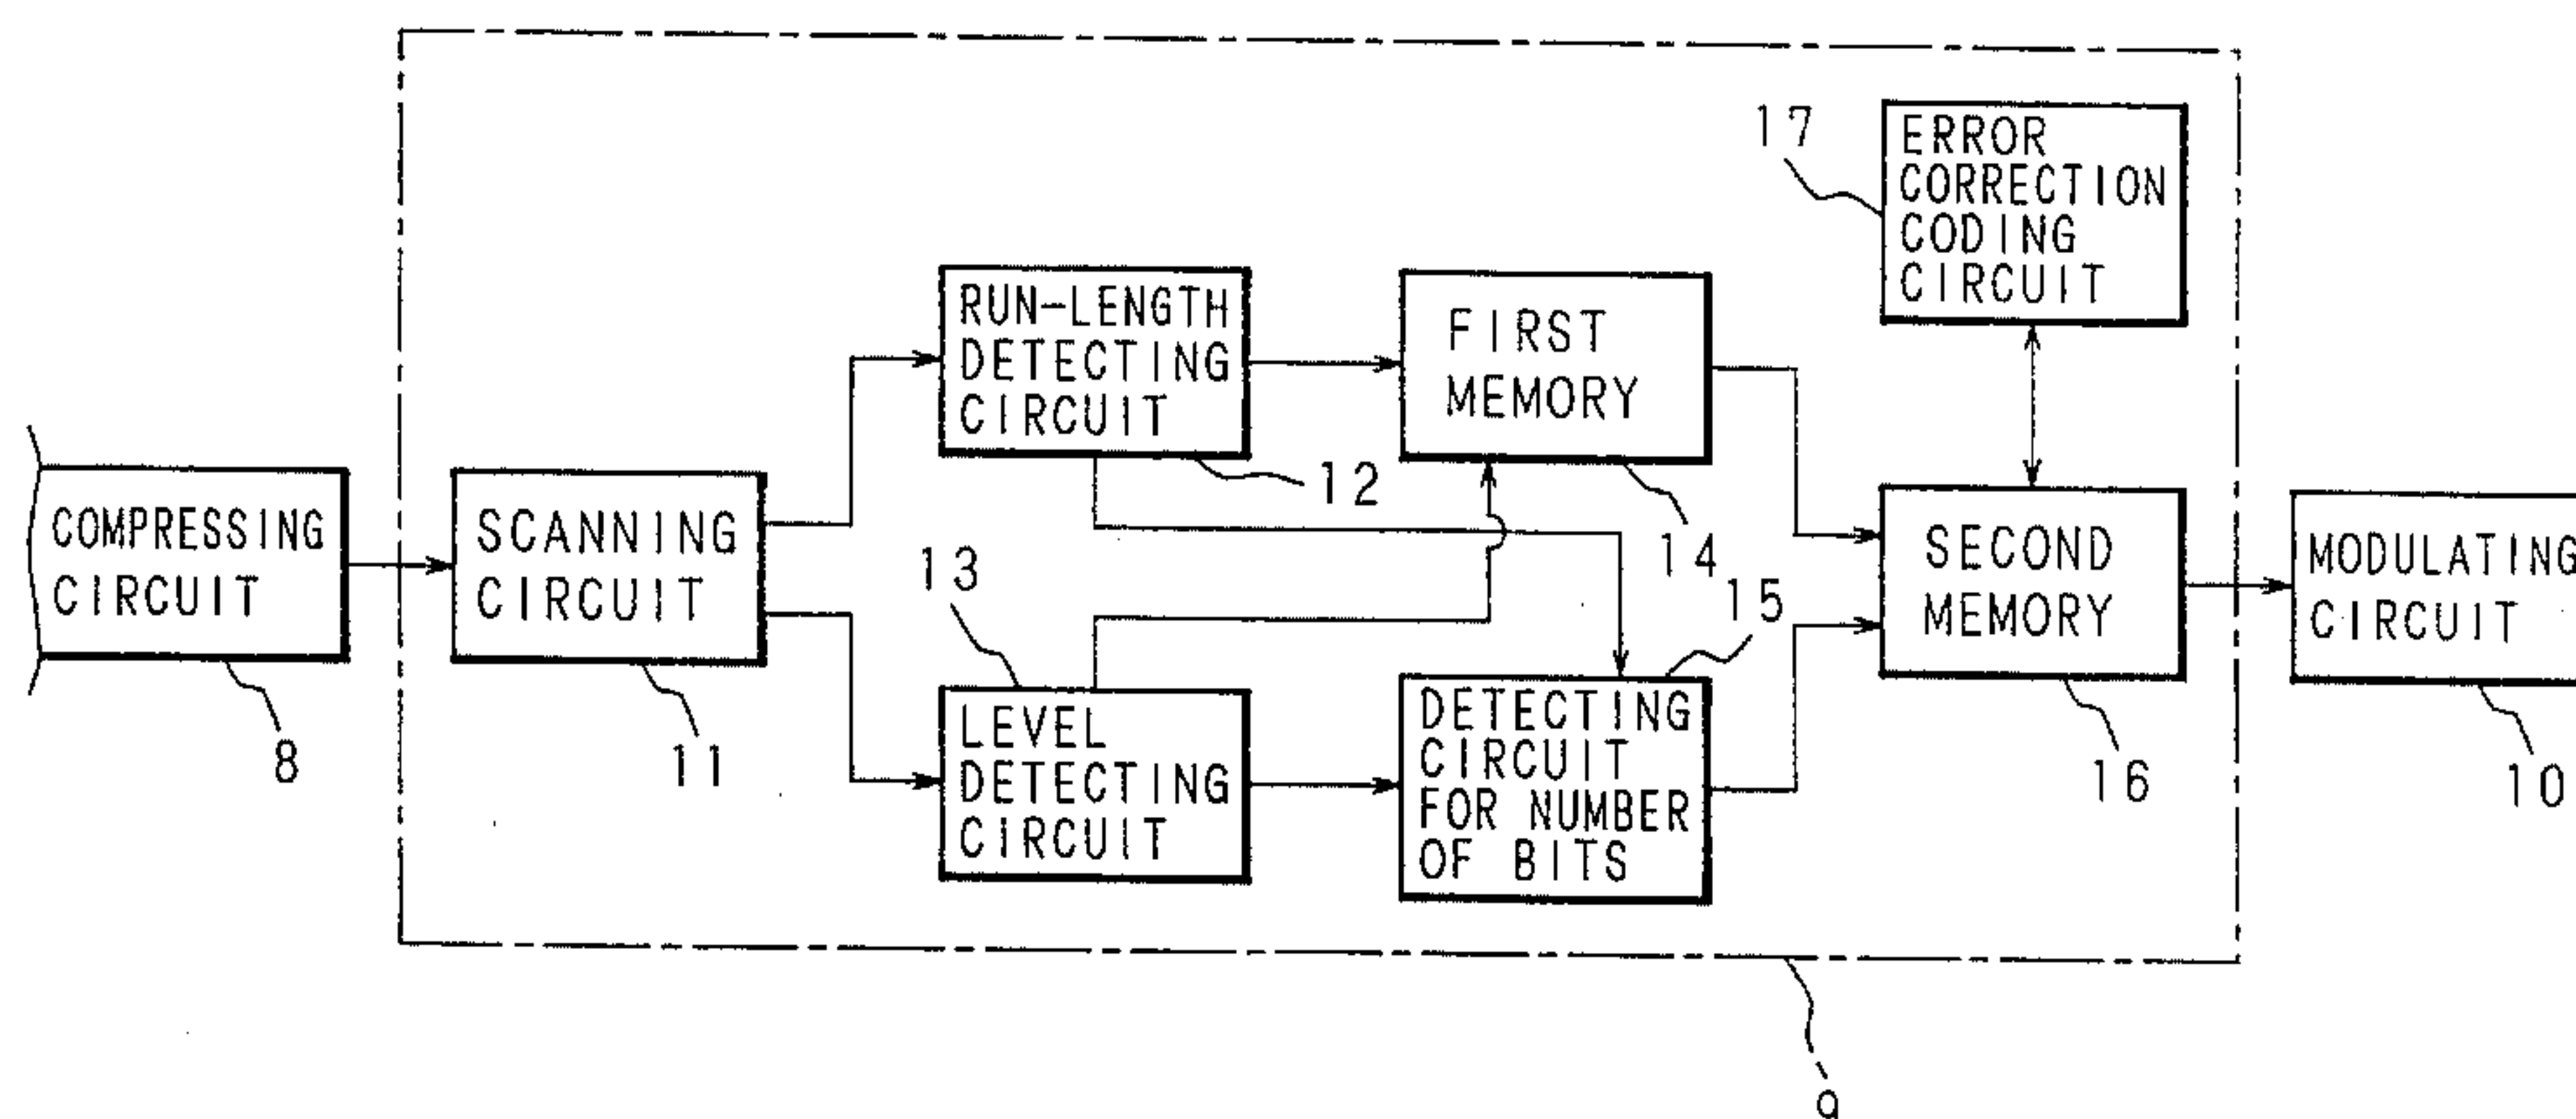 17
ERROR
CORRECTION
CODING
CIRCUIT
RUN-LENGTH
DETECTING
CIRCUIT
12
FIRST
MEMORY
14
COMPRESSING
CIRCUIT
8
SCANNING
CIRCUIT
11
13
LEVEL
DETECTING
CIRCUIT
15
DETECTING
CIRCUIT
FOR NUMBER
OF BITS
SECOND
MEMORY
16
MODULATING
CIRCUIT
10
9